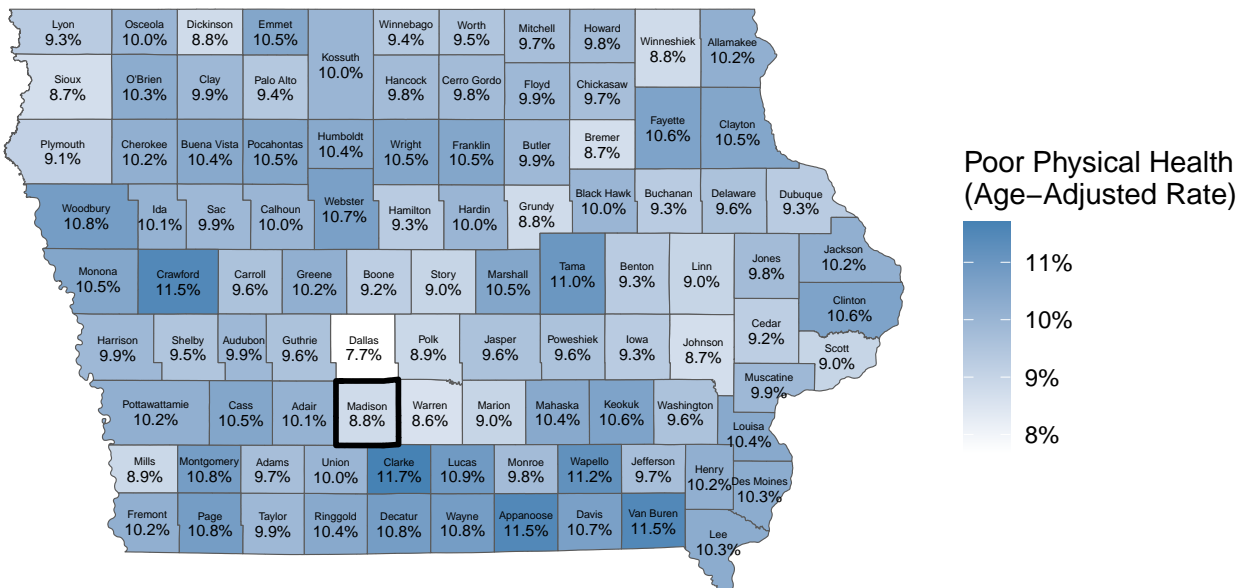 Lyon
9.3%
Osceola
10.0%
Dickinson
8.8%
Emmet
10.5%
Kossuth
10.0%
Winnebago
9.4%
Worth
9.5%
Mitchell
9.7%
Howard
9.8%
Winneshiek
8.8%
Allamakee
10.2%
Sioux
8.7%
O'Brien
10.3%
Clay
9.9%
Palo Alto
9.4%
Hancock
9.8%
Cerro Gordo
9.8%
Floyd
9.9%
Chickasaw
9.7%
Fayette
10.6%
Clayton
10.5%
Plymouth
9.1%
Cherokee
10.2%
Buena Vista
10.4%
Pocahontas
10.5%
Humboldt
10.4%
Wright
10.5%
Franklin
10.5%
Butler
9.9%
Bremer
8.7%
Woodbury
10.8%
Ida
10.1%
Sac
9.9%
Calhoun
10.0%
Webster
10.7%
Hamilton
9.3%
Hardin
10.0%
Grundy
8.8%
Black Hawk
10.0%
Buchanan
9.3%
Delaware
9.6%
Dubuque
9.3%
Monona
10.5%
Crawford
11.5%
Carroll
9.6%
Greene
10.2%
Boone
9.2%
Story
9.0%
Marshall
10.5%
Tama
11.0%
Benton
9.3%
Linn
9.0%
Jones
9.8%
Jackson
10.2%
Clinton
10.6%
Harrison
9.9%
Shelby
9.5%
Audubon
9.9%
Guthrie
9.6%
Dallas
7.7%
Polk
8.9%
Jasper
9.6%
Poweshiek
9.6%
Iowa
9.3%
Johnson
8.7%
Cedar
9.2%
Scott
9.0%
Muscatine
9.9%
Pottawattamie
10.2%
Cass
10.5%
Adair
10.1%
Madison
8.8%
Warren
8.6%
Marion
9.0%
Mahaska
10.4%
Keokuk
10.6%
Washington
9.6%
Louisa
10.4%
Mills
8.9%
Montgomery
10.8%
Adams
9.7%
Union
10.0%
Clarke
11.7%
Lucas
10.9%
Monroe
9.8%
Wapello
11.2%
Jefferson
9.7%
Henry
10.2%
Des Moines
10.3%
Fremont
10.2%
Page
10.8%
Taylor
9.9%
Ringgold
10.4%
Decatur
10.8%
Wayne
10.8%
Appanoose
11.5%
Davis
10.7%
Van Buren
11.5%
Lee
10.3%
Poor Physical Health
(Age−Adjusted Rate)
11%
10%
9%
8%